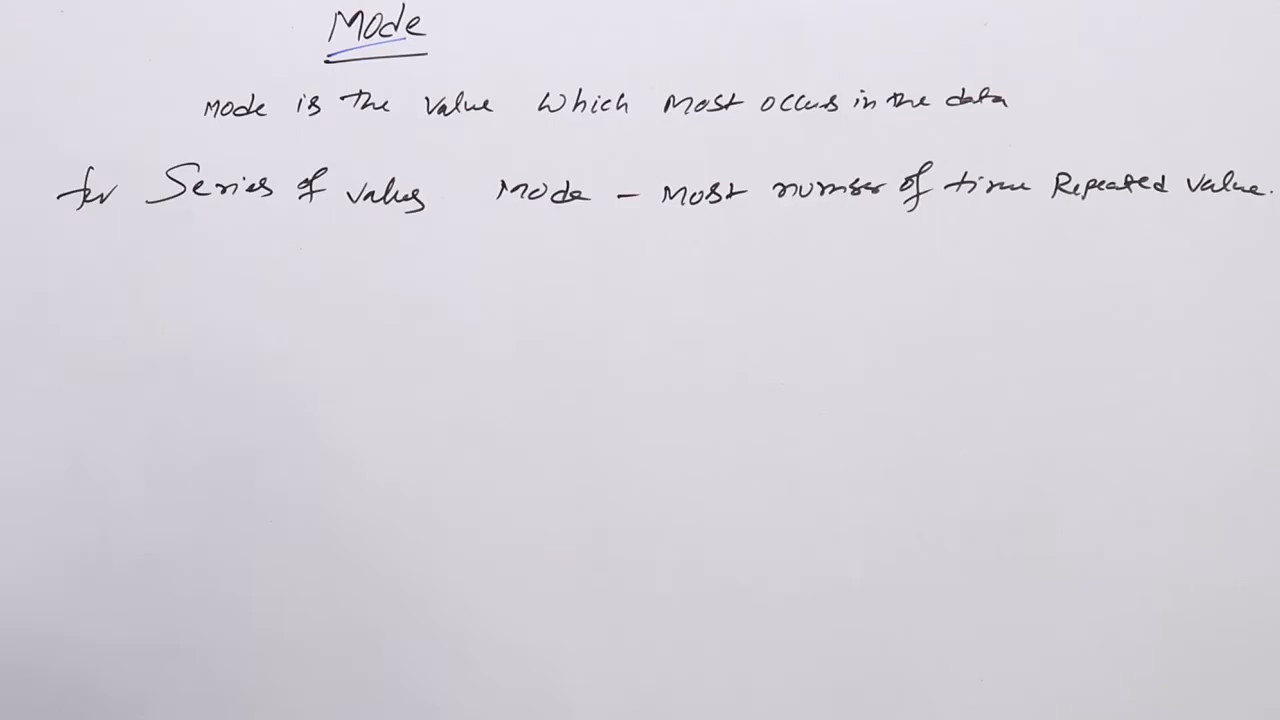 Mode
Mode is the value which most occurs in the data
for Series of values Mode - Most number of time Repeated value.